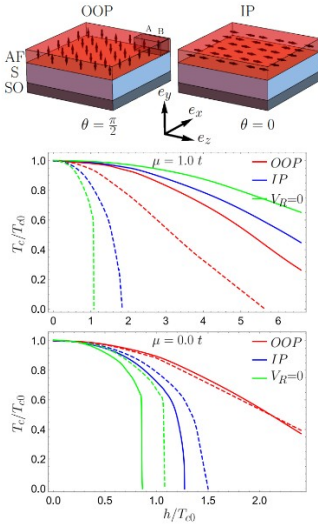 OOP IP
A B
AF
S
SO
e_y
e_x
e_z
θ = π/2 θ = 0
μ = 1.0 t
OOP
IP
V_R=0
T_c/T_c0
1.0
0.8
0.6
0.4
0.2
0.0
0 1 2 3 4 5 6
μ = 0.0 t
OOP
IP
V_R=0
T_c/T_c0
1.0
0.8
0.6
0.4
0.2
0.0
0.0 0.5 1.0 1.5 2.0
h/T_c0